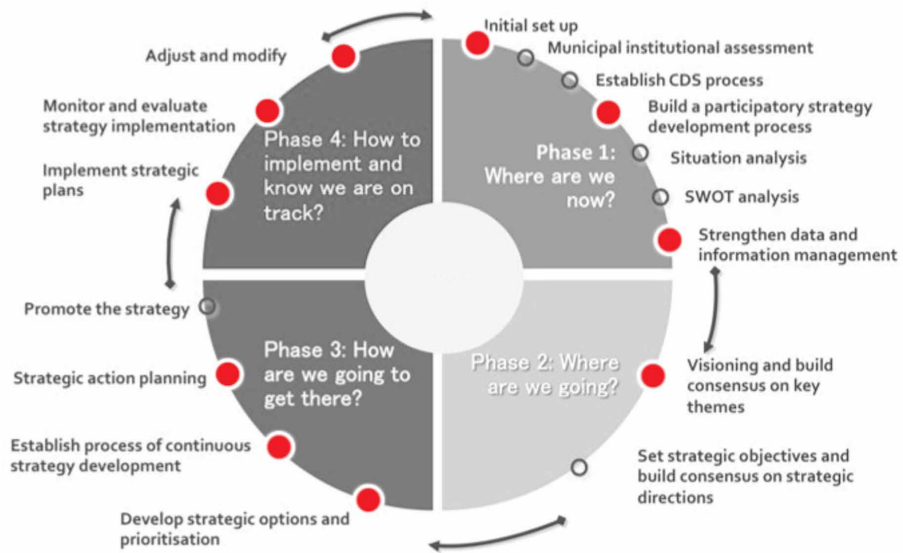 Initial set up
Municipal institutional assessment
Establish CDS process
Build a participatory strategy
development process
Situation analysis
SWOT analysis
Strengthen data and
information management
Phase 1:
Where are we
now?
Visioning and build
consensus on key
themes
Set strategic objectives and
build consensus on strategic
directions
Phase 2: Where
are we going?
Develop strategic options and
prioritisation
Establish process of continuous
strategy development
Strategic action planning
Promote the strategy
Phase 3: How
are we going to
get there?
Implement strategic
plans
Monitor and evaluate
strategy implementation
Adjust and modify
Phase 4: How to
implement and
know we are on
track?